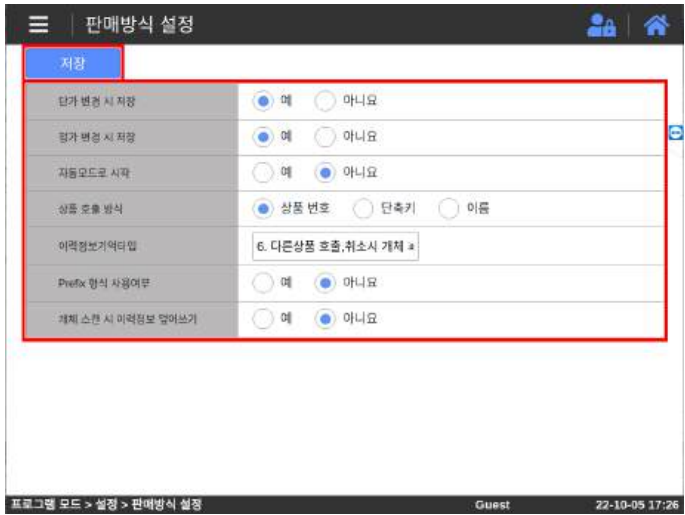 판매방식 설정
저장
단가 변경 시 저장 예 아니요
정가 변경 시 저장 예 아니요
자동모드로 시작 예 아니요
상품 호출 방식 상품 번호 단축키 이름
이력정보기억타입 6. 다른상품 호출,취소시 개체
Prefix 형식 사용여부 예 아니요
개체 스캔 시 이력정보 덮어쓰기 예 아니요
프로그램 모드 > 설정 > 판매방식 설정 Guest 22-10-05 17:26